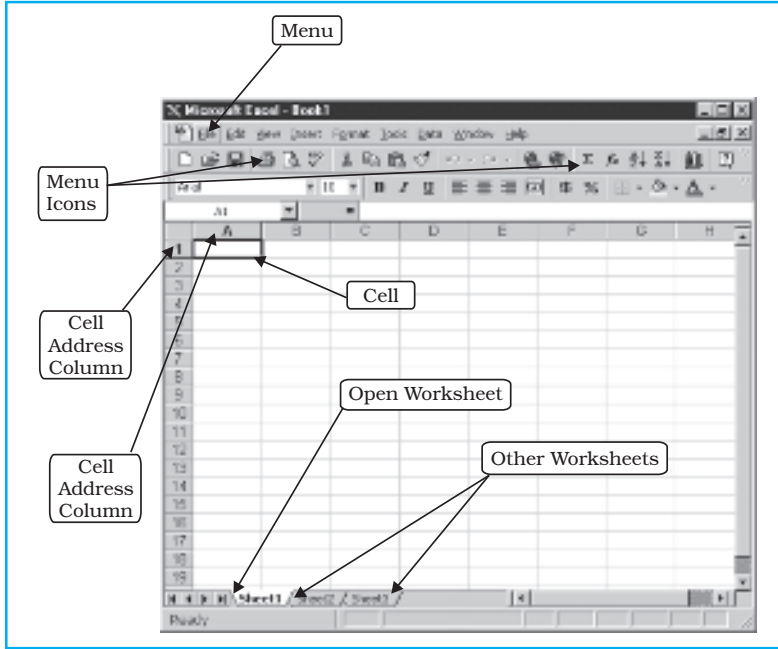 Menu
Microsoft Excel - Book1
File Edit View Insert Format Tools Data Window Help
Menu
Icons
Arial 10 B I U $ %
A1 =
A B C D E F G H
1
2
3
Cell
4
5
Cell
Address
Column
6
7
8
9
Open Worksheet
10
11
12
Other Worksheets
13
Cell
Address
Column
14
15
16
17
18
19
Sheet1 Sheet2 Sheet3
Ready